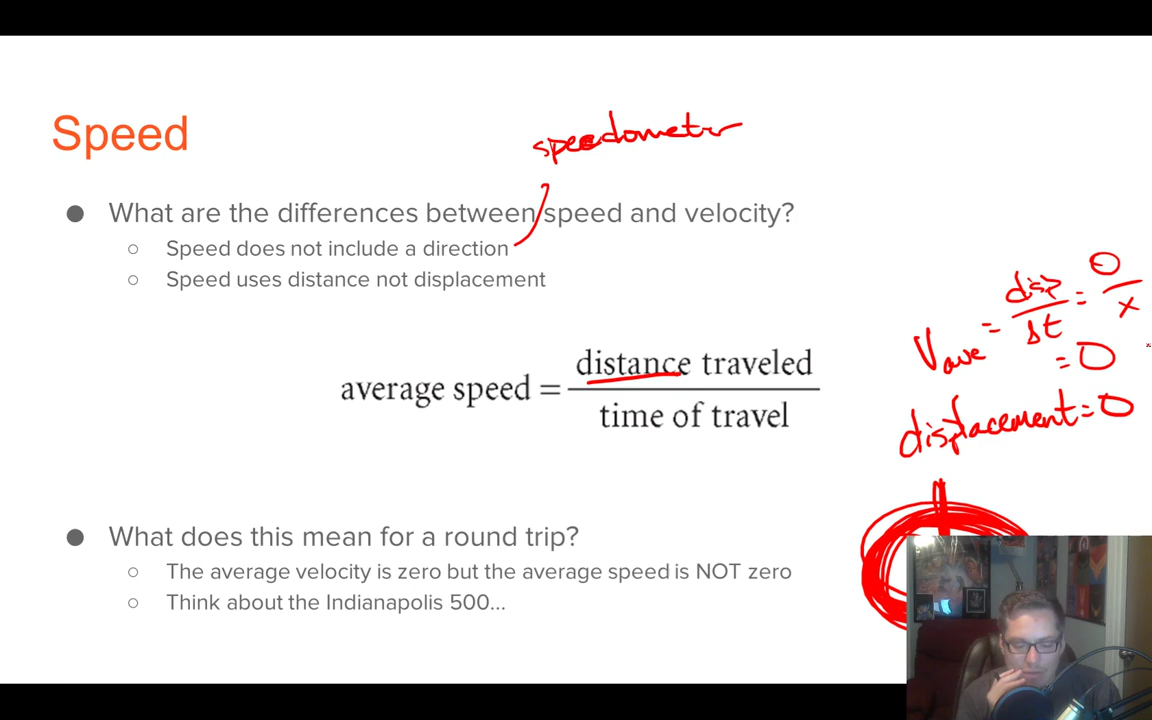 Speed
speedometer
● What are the differences between speed and velocity?
○ Speed does not include a direction
○ Speed uses distance not displacement
average speed = distance traveled / time of travel
Vave = disp/Δt = 0/x
= 0
displacement = 0
● What does this mean for a round trip?
○ The average velocity is zero but the average speed is NOT zero
○ Think about the Indianapolis 500...